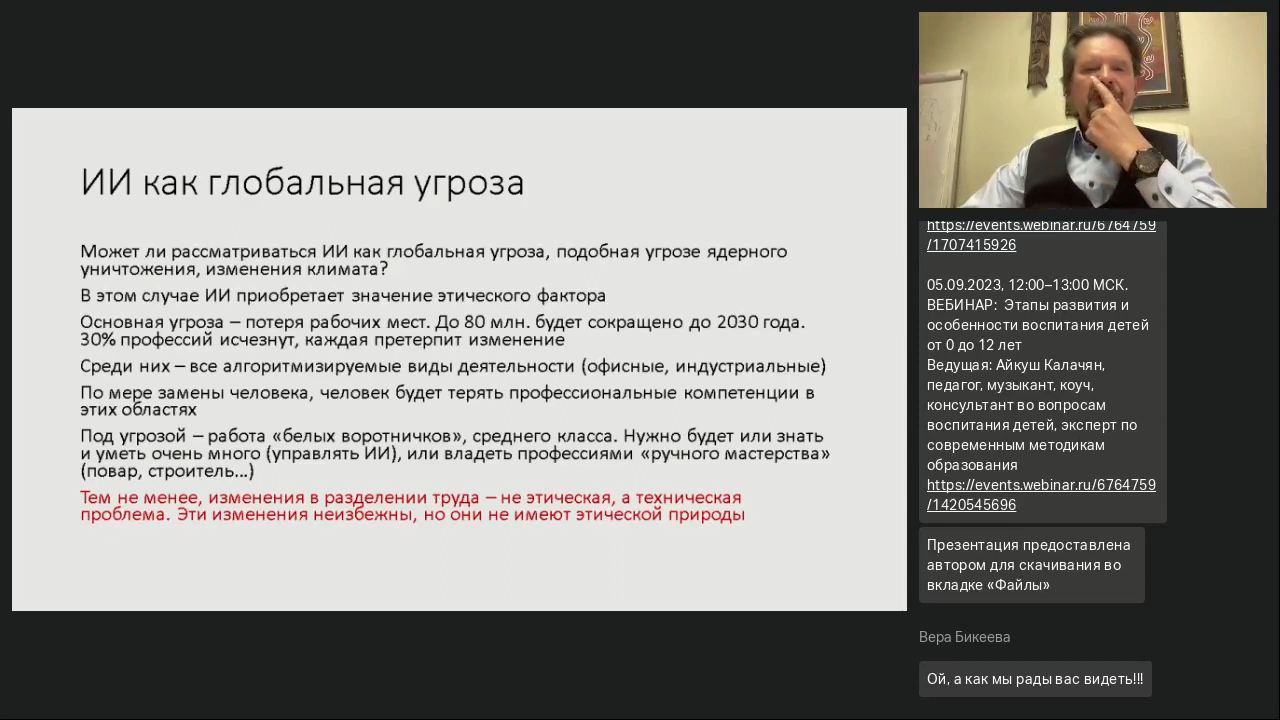 ИИ как глобальная угроза
Может ли рассматриваться ИИ как глобальная угроза, подобная угрозе ядерного
уничтожения, изменения климата?
В этом случае ИИ приобретает значение этического фактора
Основная угроза – потеря рабочих мест. До 80 млн. будет сокращено до 2030 года.
30% профессий исчезнут, каждая претерпит изменение
Среди них – все алгоритмизируемые виды деятельности (офисные, индустриальные)
По мере замены человека, человек будет терять профессиональные компетенции в
этих областях
Под угрозой – работа «белых воротничков», среднего класса. Нужно будет или знать
и уметь очень много (управлять ИИ), или владеть профессиями «ручного мастерства»
(повар, строитель...)
Тем не менее, изменения в разделении труда – не этическая, а техническая
проблема. Эти изменения неизбежны, но они не имеют этической природы
https://events.webinar.ru/6764759
/1707415926
05.09.2023, 12:00–13:00 МСК.
ВЕБИНАР: Этапы развития и
особенности воспитания детей
от 0 до 12 лет
Ведущая: Айкуш Калачян,
педагог, музыкант, коуч,
консультант во вопросам
воспитания детей, эксперт по
современным методикам
образования
https://events.webinar.ru/6764759
/1420545696
Презентация предоставлена
автором для скачивания во
вкладке «Файлы»
Вера Бикеева
Ой, а как мы рады вас видеть!!!